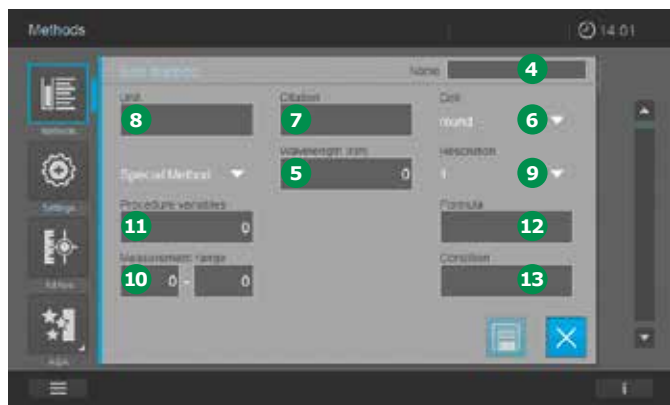 Methods 14:01
Name 4
Unit Citation Cell
8 7 round 6
Wavelength nm Resolution
Special Method 5 0 1 9
Methods
Procedure variables Formula
Settings
11 0 12
Measurement range Condition
10 0 - 0 13